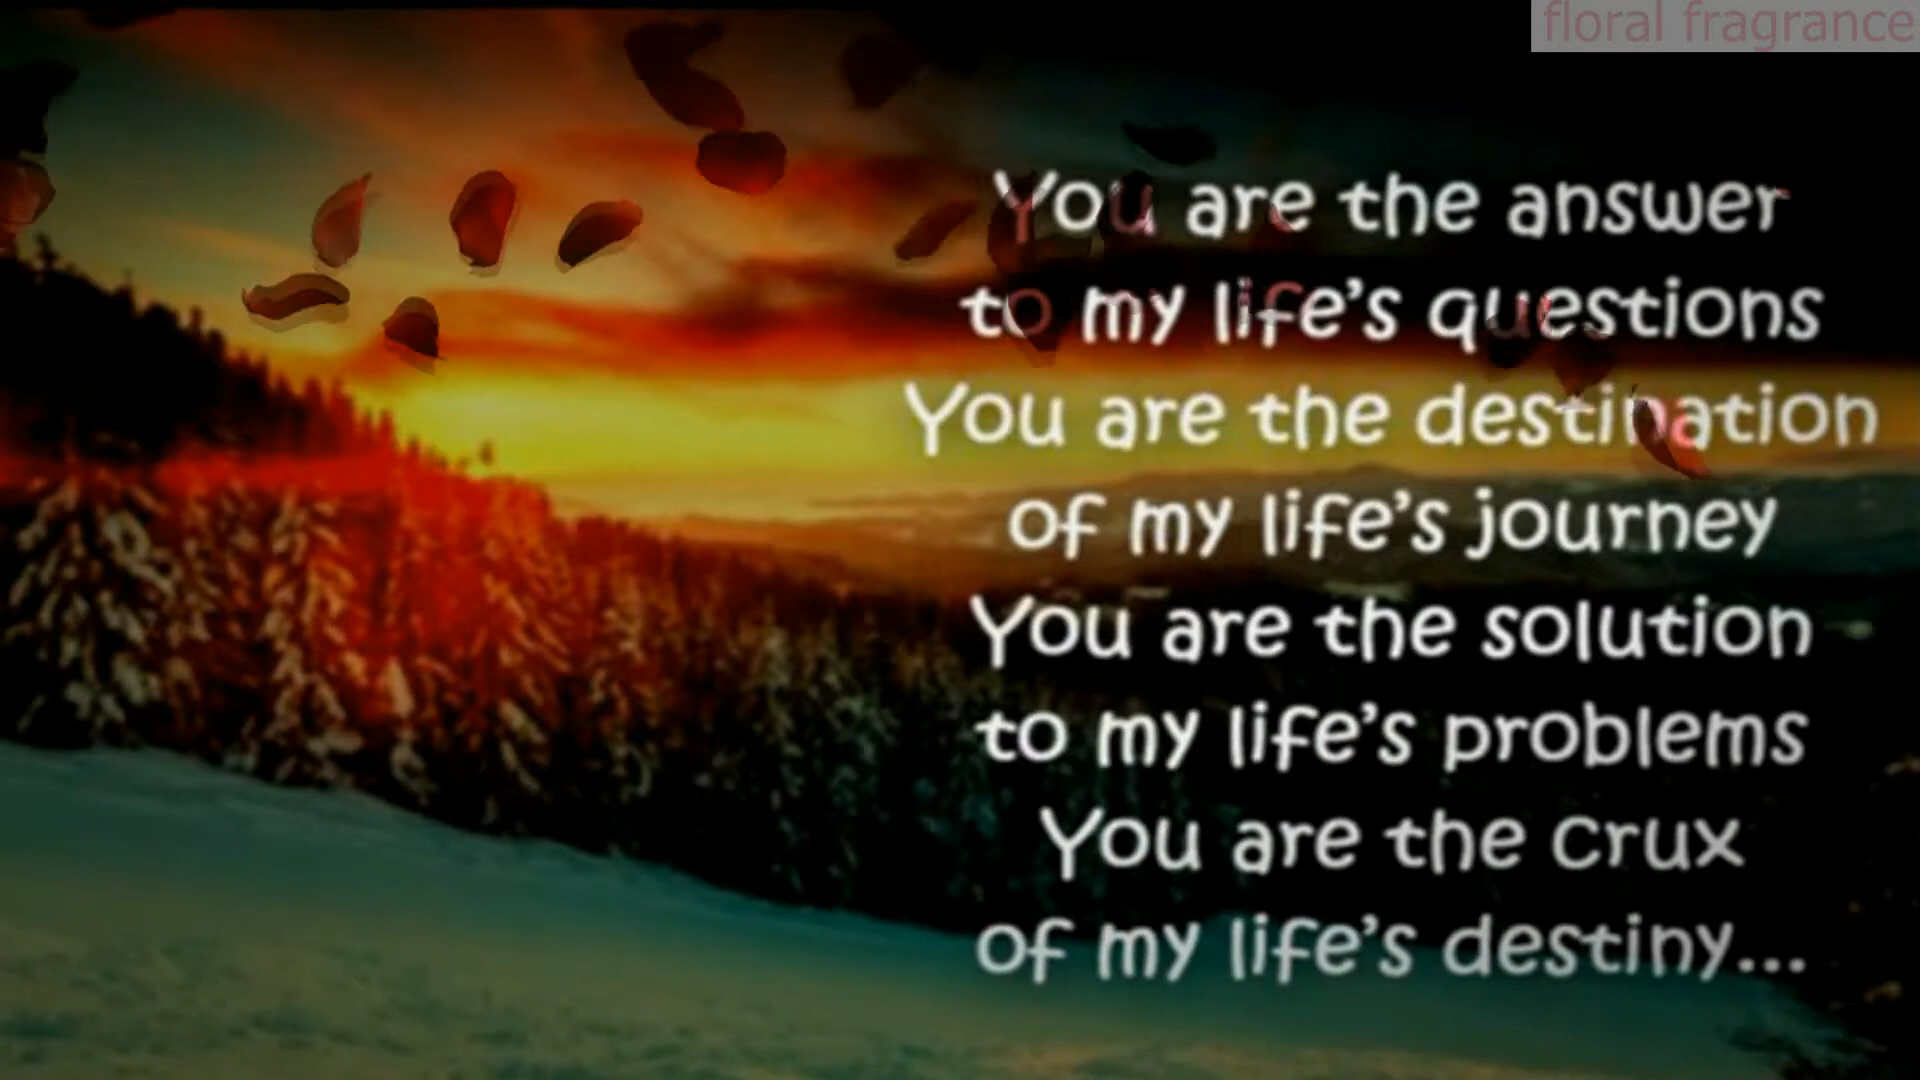 floral fragrance
You are the answer
to my life's questions
You are the destination
of my life's journey
You are the solution
to my life's problems
You are the crux
of my life's destiny...